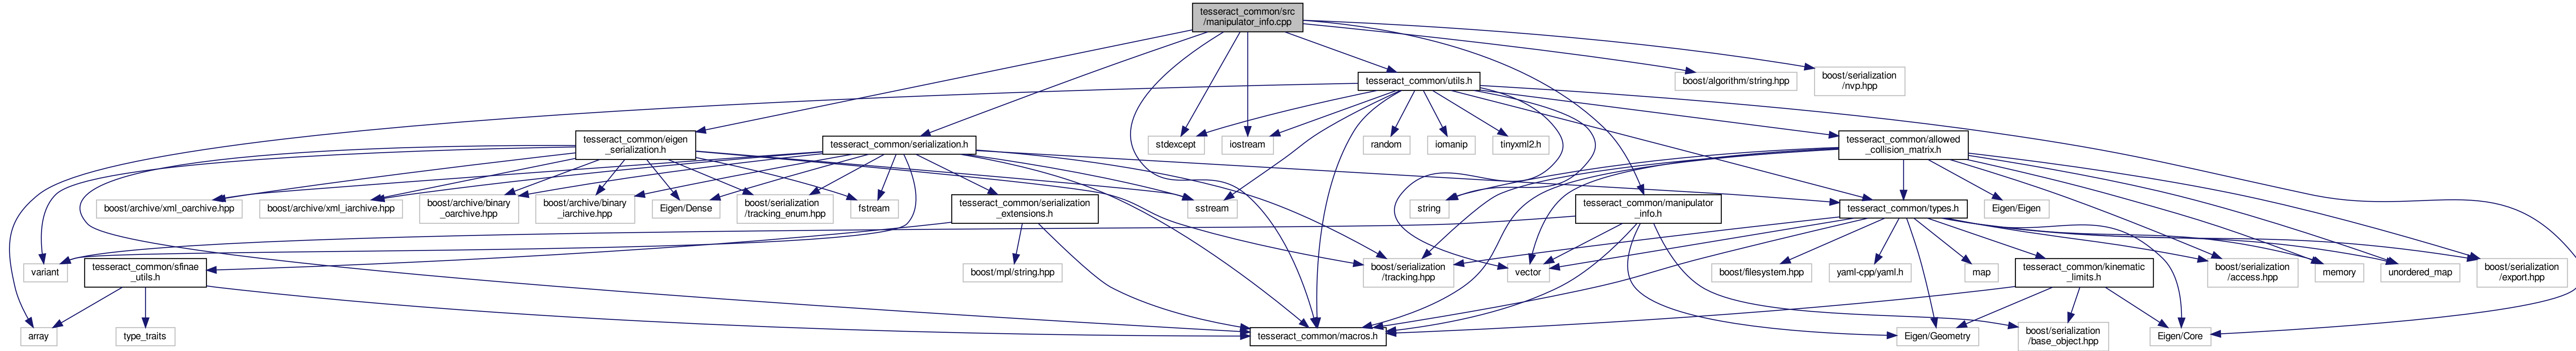 tesseract_common/src
/manipulator_info.cpp
tesseract_common/utils.h
boost/algorithm/string.hpp
boost/serialization
/nvp.hpp
tesseract_common/eigen
_serialization.h
tesseract_common/serialization.h
stdexcept
iostream
random
iomanip
tinyxml2.h
tesseract_common/allowed
_collision_matrix.h
boost/archive/xml_oarchive.hpp
boost/archive/xml_iarchive.hpp
boost/archive/binary
_oarchive.hpp
boost/archive/binary
_iarchive.hpp
Eigen/Dense
boost/serialization
/tracking_enum.hpp
fstream
tesseract_common/serialization
_extensions.h
sstream
string
tesseract_common/manipulator
_info.h
tesseract_common/types.h
Eigen/Eigen
variant
tesseract_common/sfinae
_utils.h
boost/mpl/string.hpp
boost/serialization
/tracking.hpp
vector
boost/filesystem.hpp
yaml-cpp/yaml.h
map
tesseract_common/kinematic
_limits.h
boost/serialization
/access.hpp
memory
unordered_map
boost/serialization
/export.hpp
array
type_traits
tesseract_common/macros.h
Eigen/Geometry
boost/serialization
/base_object.hpp
Eigen/Core